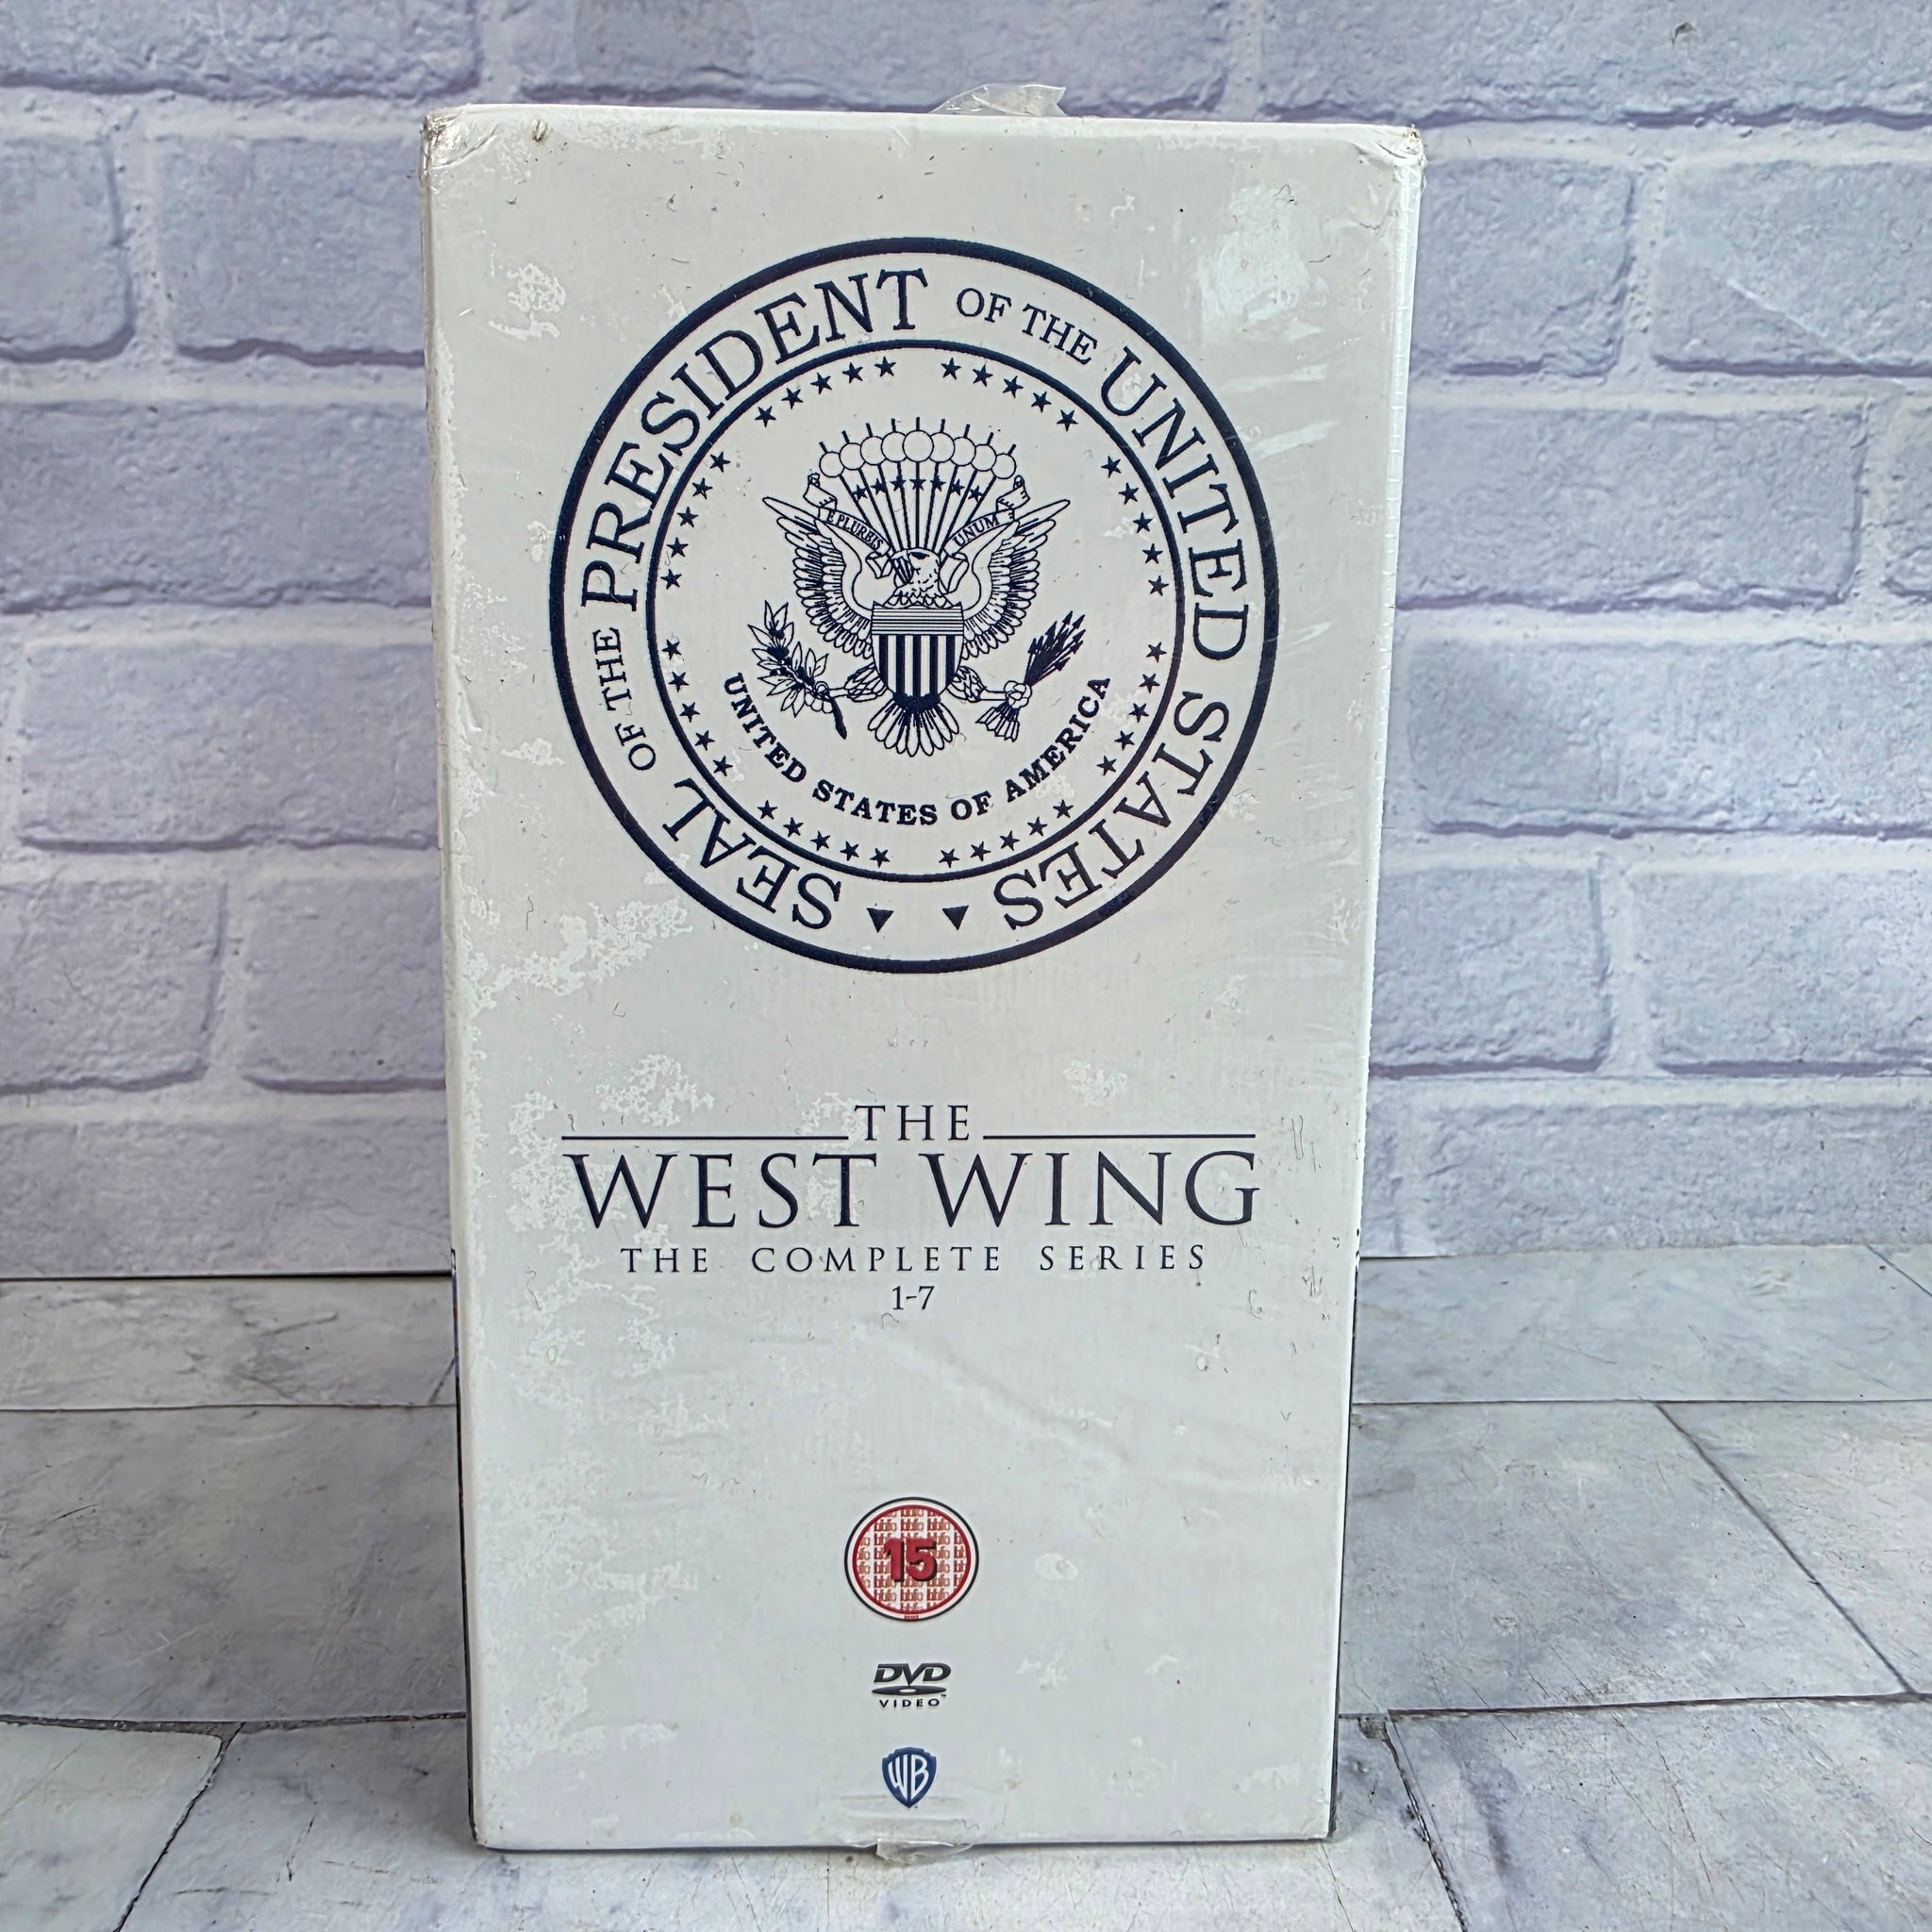 SEAL OF THE PRESIDENT OF THE UNITED STATES
E PLURIBIS UNUM
UNITED STATES OF AMERICA
THE
WEST WING
THE COMPLETE SERIES
1-7
15
DVD
VIDEO
WB